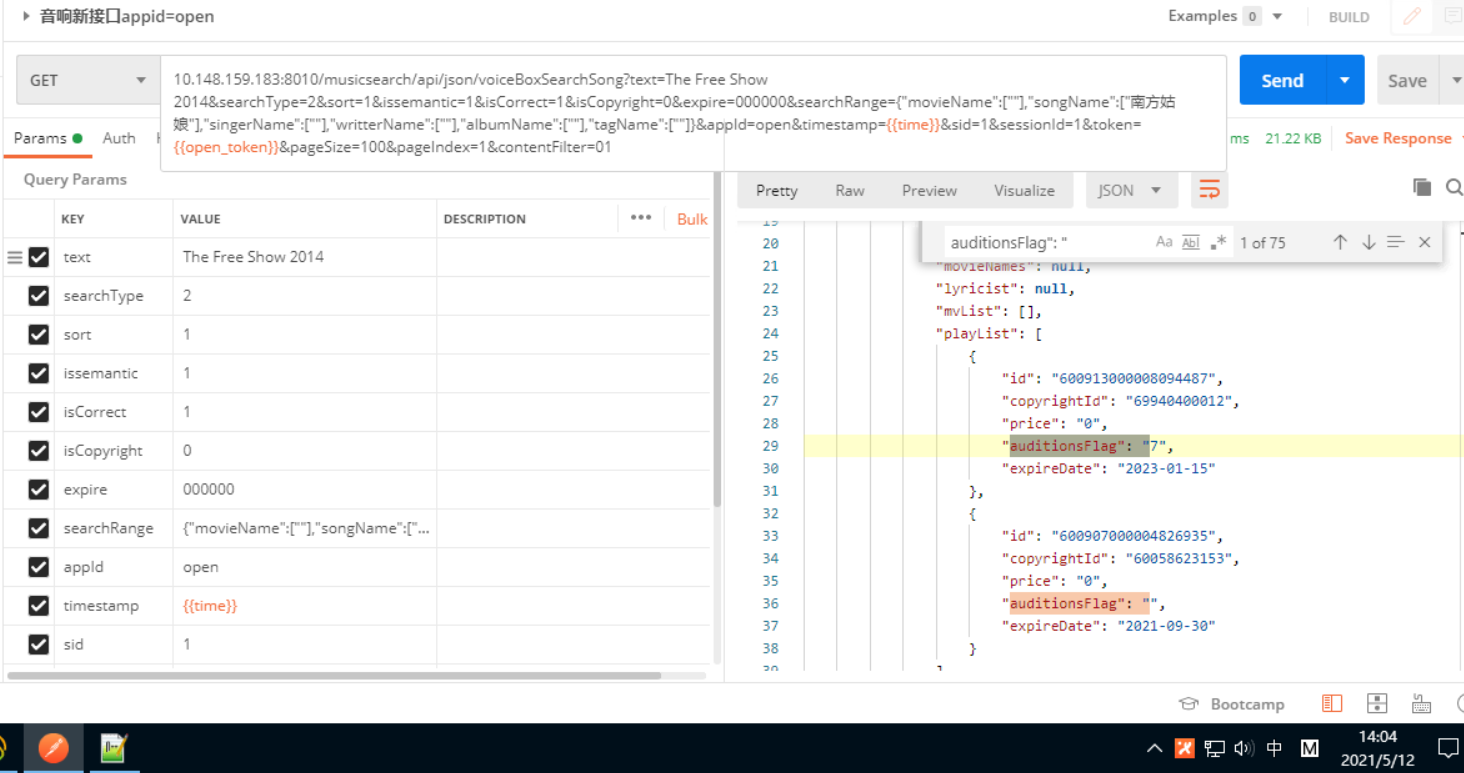 音响新接口appid=open
Examples 0
BUILD
GET
10.148.159.183:8010/musicsearch/api/json/voiceBoxSearchSong?text=The Free Show
2014&searchType=2&sort=1&issemantic=1&isCorrect=1&isCopyright=0&expire=000000&searchRange={"movieName":[""],"songName":["南方姑
娘"],"singerName":[""],"writterName":[""],"albumName":[""],"tagName":[""]}&appId=open&timestamp={{time}}&sid=1&sessionId=1&token=
{{open_token}}&pageSize=100&pageIndex=1&contentFilter=01
Send
Save
Params
Auth
ms
21.22 KB
Save Response
Query Params
Pretty
Raw
Preview
Visualize
JSON
KEY
VALUE
DESCRIPTION
Bulk
text
The Free Show 2014
searchType
2
sort
1
issemantic
1
isCorrect
1
isCopyright
0
expire
000000
searchRange
{"movieName":[""],"songName":["...
appId
open
timestamp
{{time}}
sid
1
auditionsFlag": "
Aa
Abl
.*
1 of 75
19
20
21 "movieNames": null,
22 "lyricist": null,
23 "mvList": [],
24 "playList": [
25 {
26 "id": "600913000008094487",
27 "copyrightId": "69940400012",
28 "price": "0",
29 "auditionsFlag": "7",
30 "expireDate": "2023-01-15"
31 },
32 {
33 "id": "600907000004826935",
34 "copyrightId": "60058623153",
35 "price": "0",
36 "auditionsFlag": "",
37 "expireDate": "2021-09-30"
38 }
39 ]
Bootcamp
中
M
14:04
2021/5/12